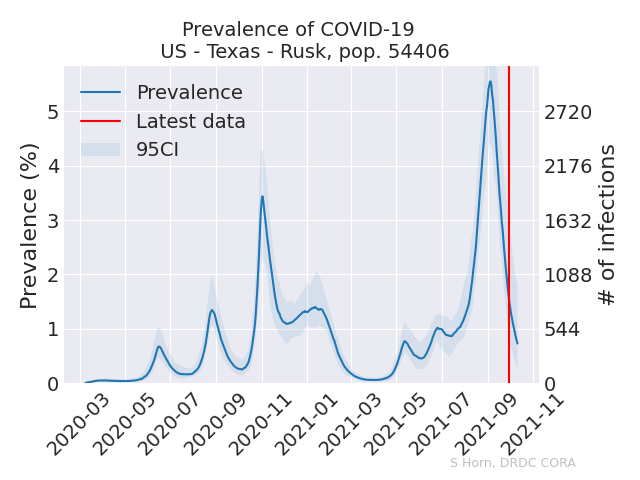 Prevalence of COVID-19
US - Texas - Rusk, pop. 54406
Prevalence
Latest data
95CI
Prevalence (%)
5
4
3
2
1
0
# of infections
2720
2176
1632
1088
544
0
2020-03
2020-05
2020-07
2020-09
2020-11
2021-01
2021-03
2021-05
2021-07
2021-09
2021-11
S Horn, DRDC CORA